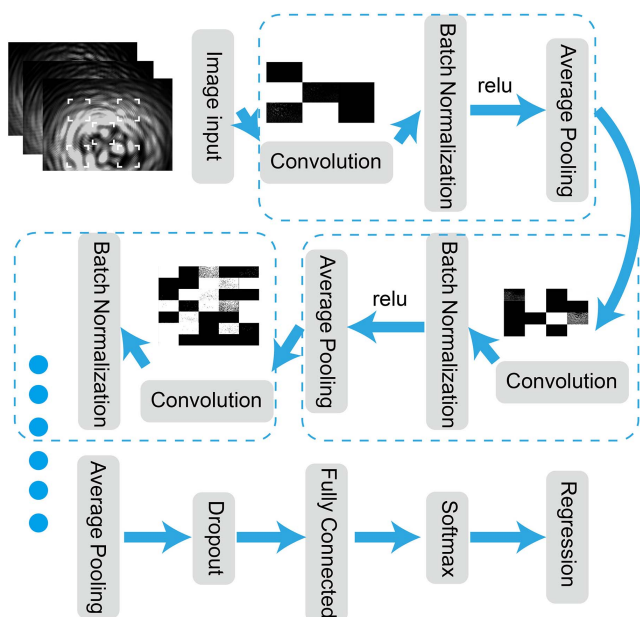 Image input
Convolution
Batch Normalization
relu
Average Pooling
Convolution
Batch Normalization
relu
Average Pooling
Convolution
Batch Normalization
Average Pooling
Dropout
Fully Connected
Softmax
Regression